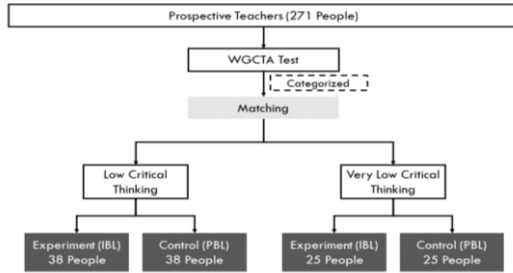 Prospective Teachers (271 People)
WGCTA Test
Categorized
Matching
Low Critical
Thinking
Very Low Critical
Thinking
Experiment (IBL)
38 People
Control (PBL)
38 People
Experiment (IBL)
25 People
Control (PBL)
25 People